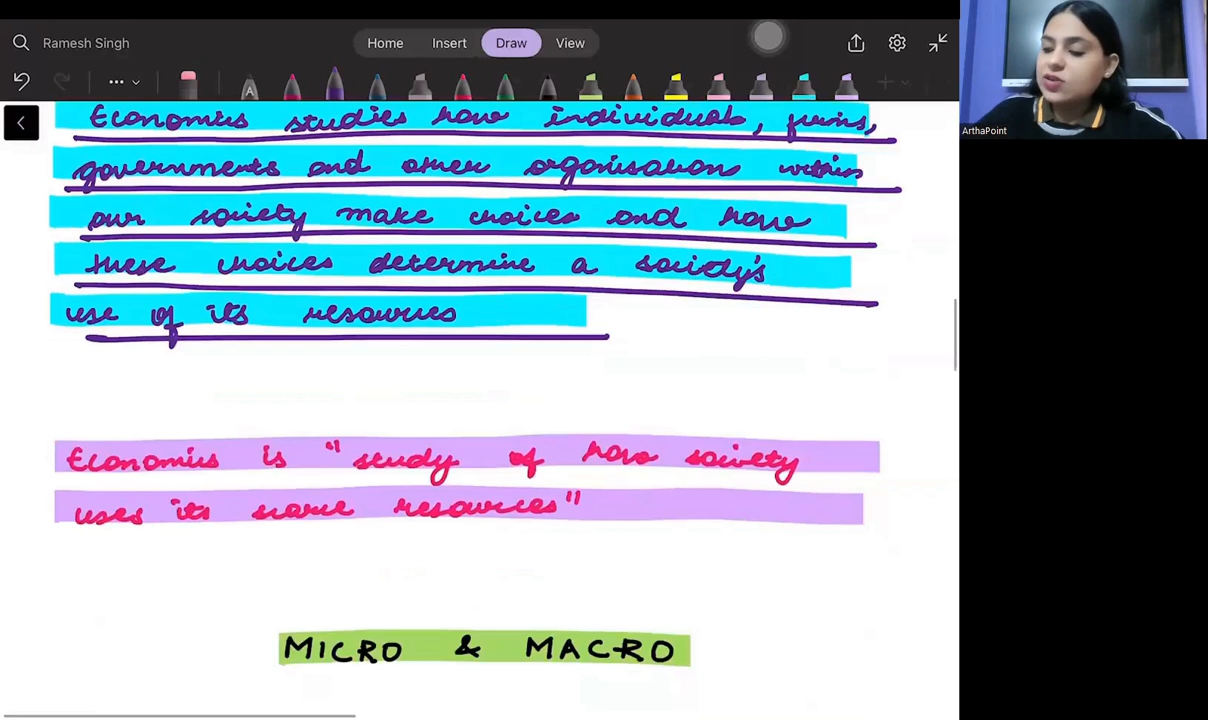 Ramesh Singh
Home Insert Draw View
A
Economics studies how individuals, firms,
ArthaPoint
governments and other organisations within
our society make choices and how
these choices determine a society's
use of its resources
Economics is "study of how society
uses its scarce resources"
MICRO & MACRO